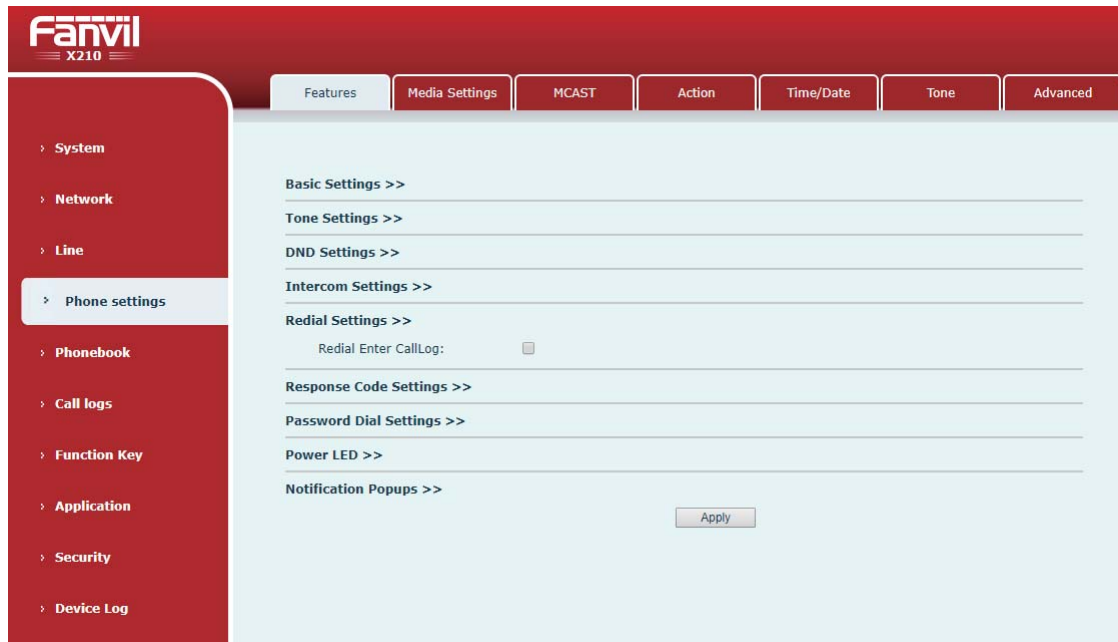 Fanvil
X210
Features Media Settings MCAST Action Time/Date Tone Advanced
› System
› Network
› Line
› Phone settings
› Phonebook
› Call logs
› Function Key
› Application
› Security
› Device Log
Basic Settings >>
Tone Settings >>
DND Settings >>
Intercom Settings >>
Redial Settings >>
Redial Enter CallLog:
Response Code Settings >>
Password Dial Settings >>
Power LED >>
Notification Popups >>
Apply